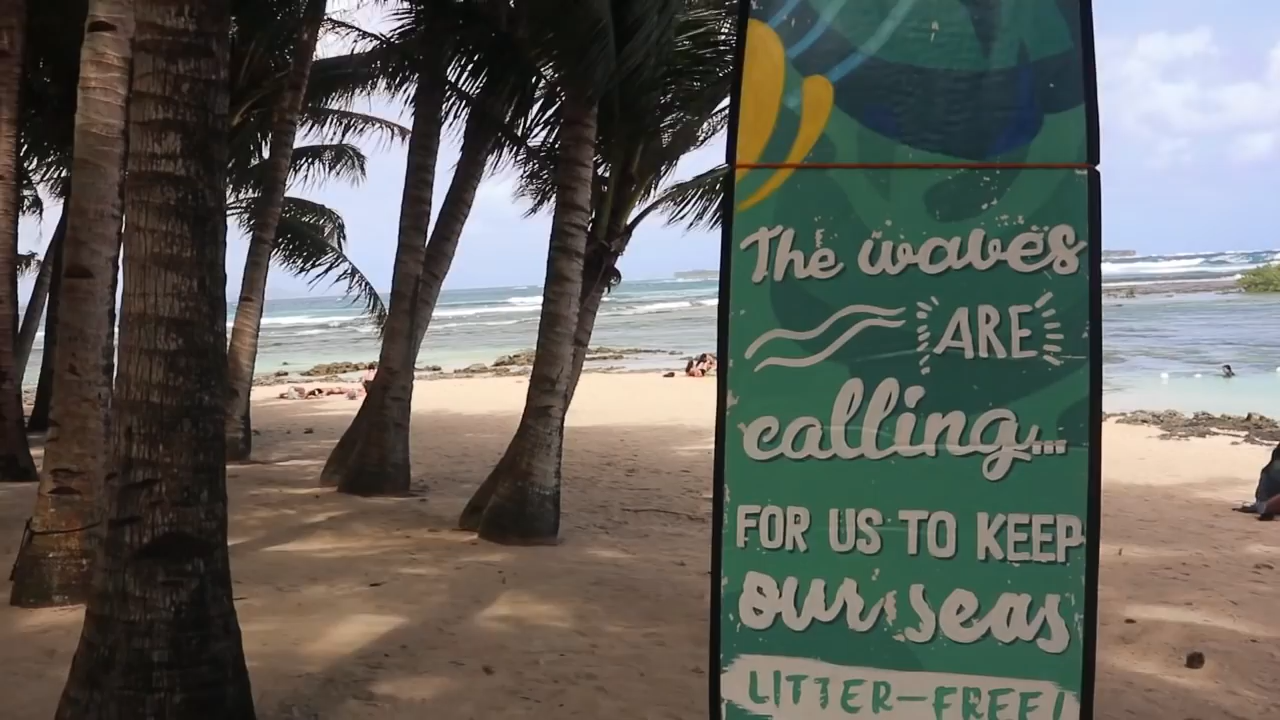 The waves
ARE
calling...
FOR US TO KEEP
our seas
LITTER-FREE!